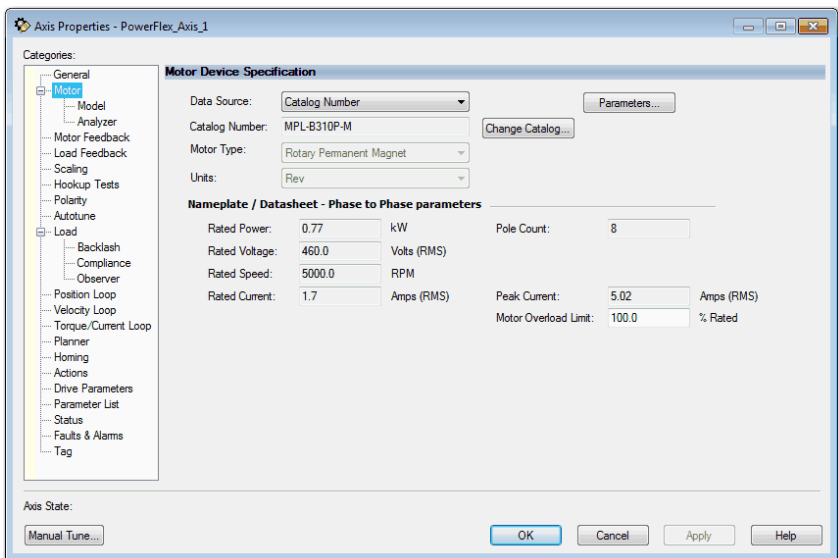 Axis Properties - PowerFlex_Axis_1
Categories:
General
Motor
Model
Analyzer
Motor Feedback
Load Feedback
Scaling
Hookup Tests
Polarity
Autotune
Load
Backlash
Compliance
Observer
Position Loop
Velocity Loop
Torque/Current Loop
Planner
Homing
Actions
Drive Parameters
Parameter List
Status
Faults & Alarms
Tag
Motor Device Specification
Data Source: Catalog Number Parameters...
Catalog Number: MPL-B310P-M Change Catalog...
Motor Type: Rotary Permanent Magnet
Units: Rev
Nameplate / Datasheet - Phase to Phase parameters
Rated Power: 0.77 kW Pole Count: 8
Rated Voltage: 460.0 Volts (RMS)
Rated Speed: 5000.0 RPM
Rated Current: 1.7 Amps (RMS) Peak Current: 5.02 Amps (RMS)
Motor Overload Limit: 100.0 % Rated
Axis State:
Manual Tune... OK Cancel Apply Help